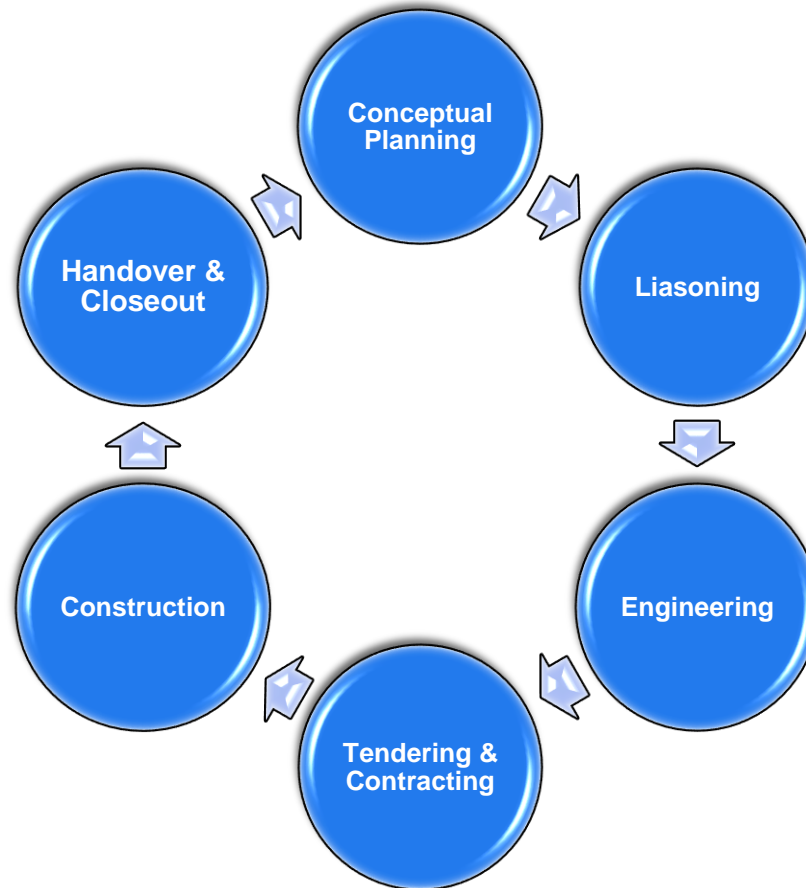 Conceptual
Planning
Liasoning
Engineering
Tendering &
Contracting
Construction
Handover &
Closeout